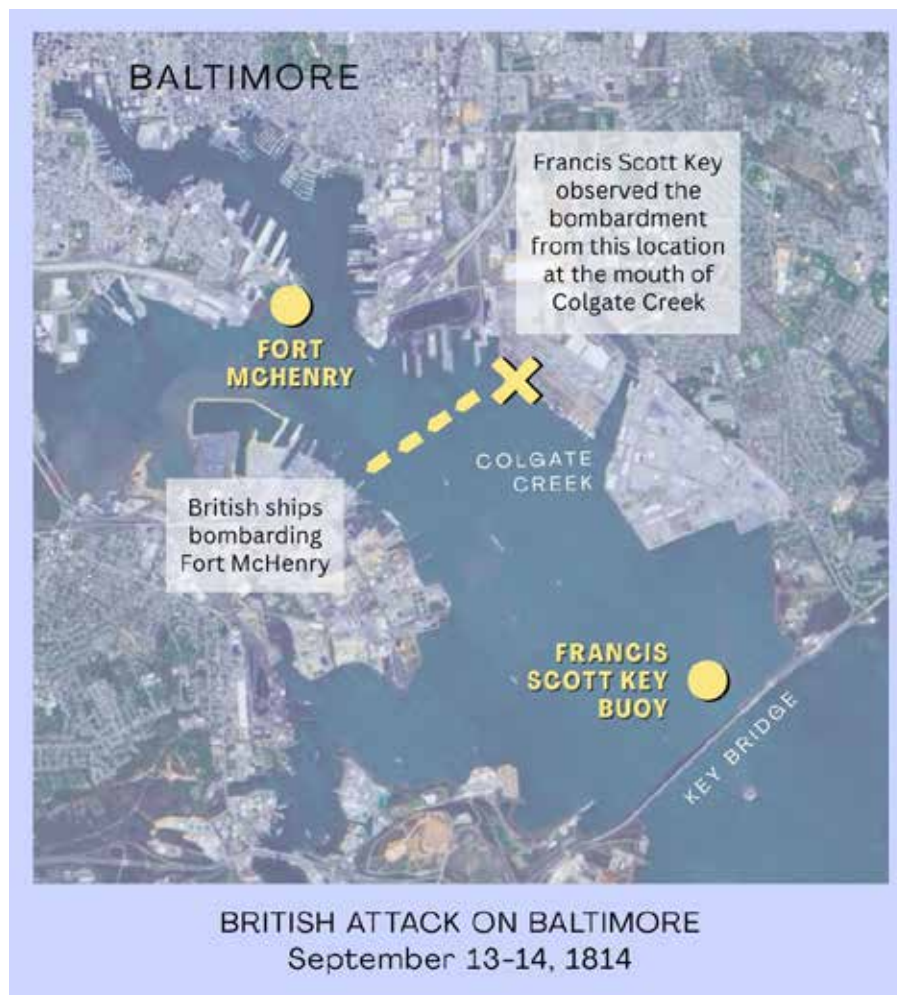 BALTIMORE
Francis Scott Key
observed the
bombardment
from this location
at the mouth of
Colgate Creek
FORT
MCHENRY
COLGATE
CREEK
British ships
bombarding
Fort McHenry
FRANCIS
SCOTT KEY
BUOY
KEY BRIDGE
BRITISH ATTACK ON BALTIMORE
September 13-14, 1814